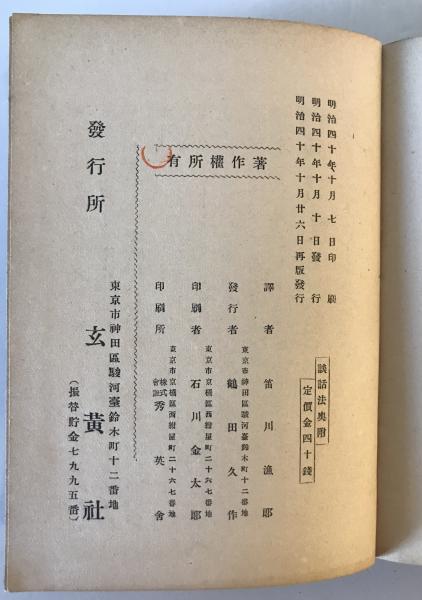 明治四十年十月七日印刷
明治四十年十月十日發行
明治四十年十月廿六日再版發行
談話法奧附
定價金四十錢
著作權所有
譯者 笛川漁郎
東京市神田區駿河臺鈴木町十二番地
發行者 鶴田久作
東京市京橋區西紺屋町二十六七番地
印刷者 石川金太郎
東京市京橋區西紺屋町二十六七番地
印刷所 株式會社 秀英舍
發行所
東京市神田區駿河臺鈴木町十二番地
玄黃社
(振替貯金七九九五番)